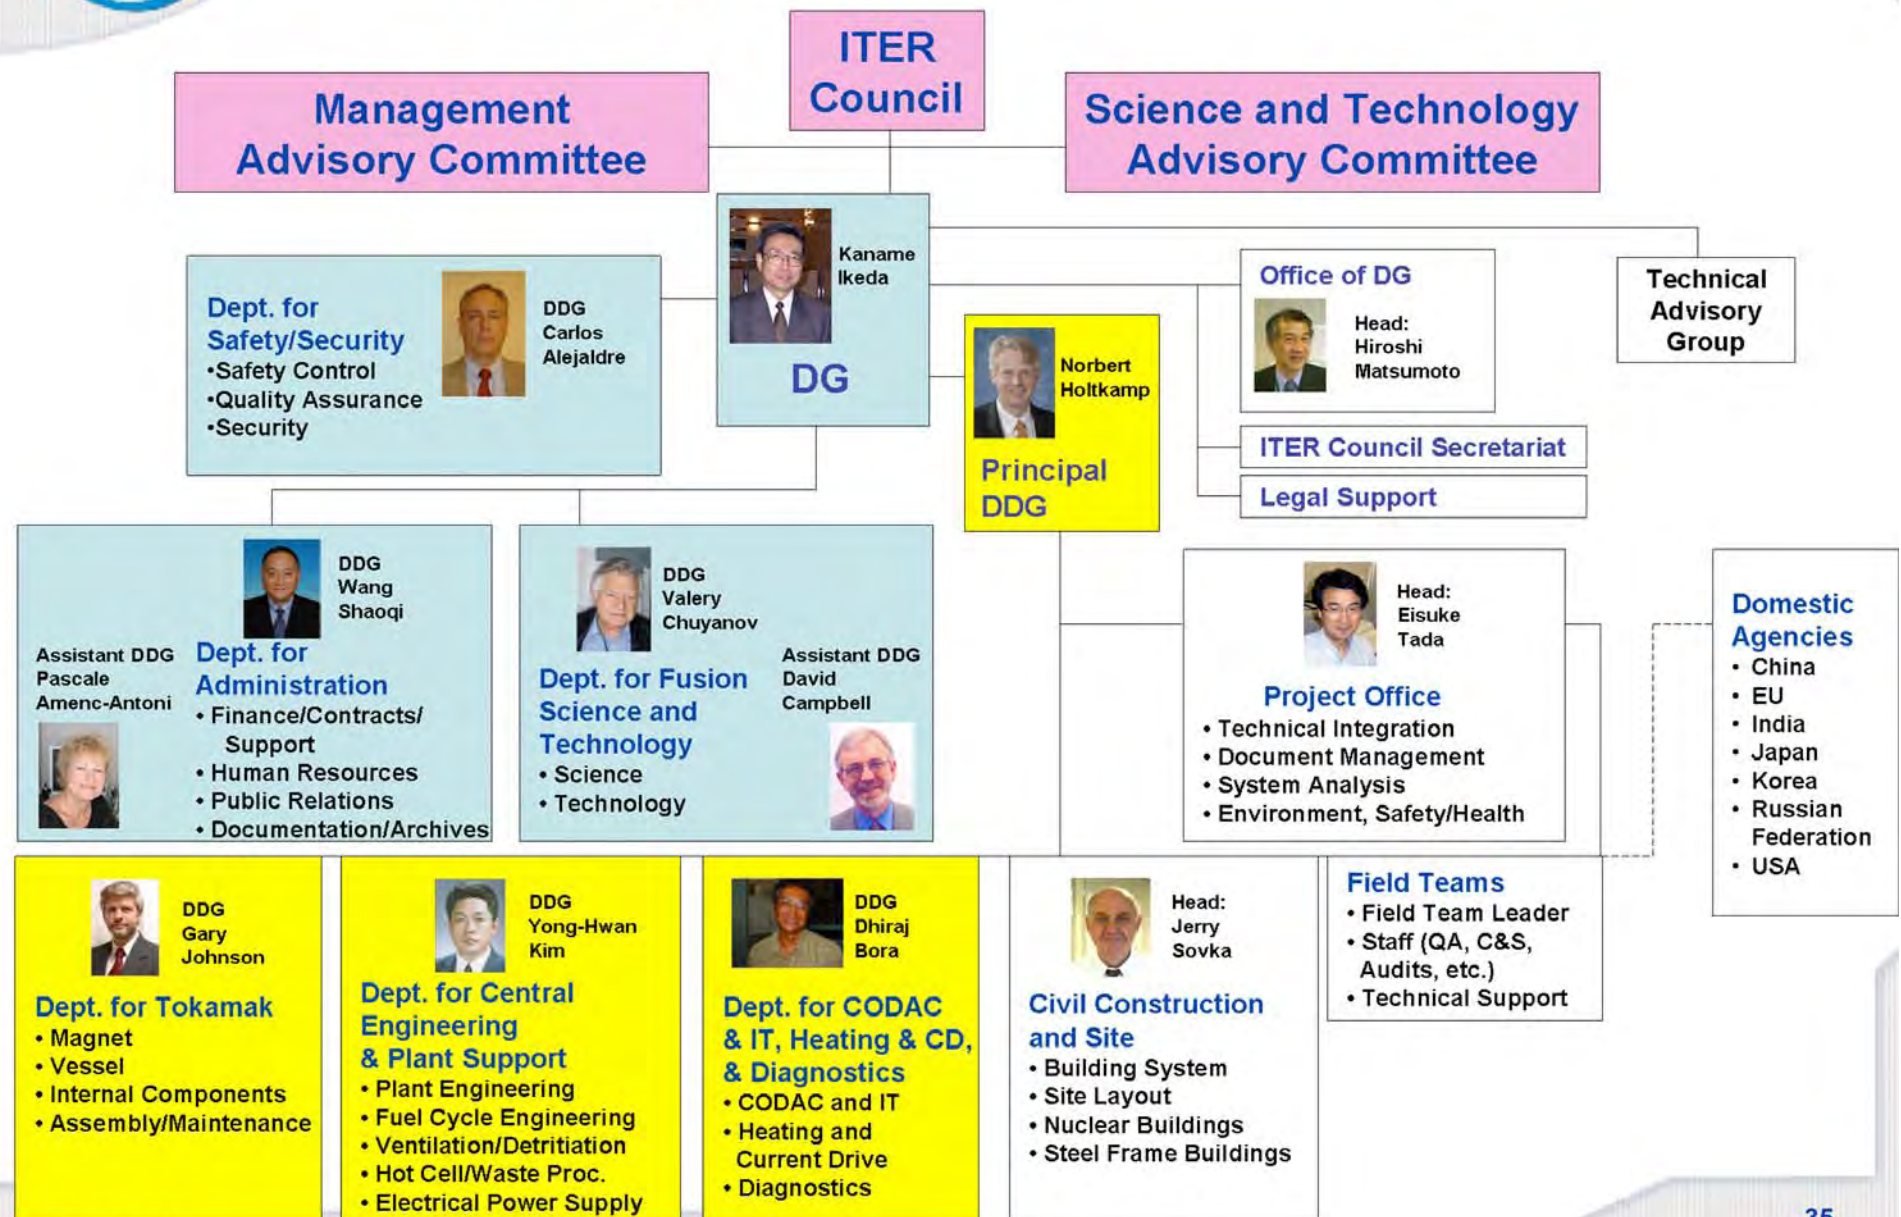 ITER
Council
Management
Advisory Committee
Science and Technology
Advisory Committee
Kaname
Ikeda
DG
Dept. for
Safety/Security
•Safety Control
•Quality Assurance
•Security
DDG
Carlos
Alejaldre
Norbert
Holtkamp
Principal
DDG
Office of DG
Head:
Hiroshi
Matsumoto
Technical
Advisory
Group
ITER Council Secretariat
Legal Support
DDG
Wang
Shaoqi
Assistant DDG
Pascale
Amenc-Antoni
Dept. for
Administration
• Finance/Contracts/
Support
• Human Resources
• Public Relations
• Documentation/Archives
DDG
Valery
Chuyanov
Dept. for Fusion
Science and
Technology
• Science
• Technology
Assistant DDG
David
Campbell
Head:
Eisuke
Tada
Project Office
• Technical Integration
• Document Management
• System Analysis
• Environment, Safety/Health
Domestic
Agencies
• China
• EU
• India
• Japan
• Korea
• Russian
Federation
• USA
DDG
Gary
Johnson
Dept. for Tokamak
• Magnet
• Vessel
• Internal Components
• Assembly/Maintenance
DDG
Yong-Hwan
Kim
Dept. for Central
Engineering
& Plant Support
• Plant Engineering
• Fuel Cycle Engineering
• Ventilation/Detritiation
• Hot Cell/Waste Proc.
• Electrical Power Supply
DDG
Dhiraj
Bora
Dept. for CODAC
& IT, Heating & CD,
& Diagnostics
• CODAC and IT
• Heating and
Current Drive
• Diagnostics
Head:
Jerry
Sovka
Civil Construction
and Site
• Building System
• Site Layout
• Nuclear Buildings
• Steel Frame Buildings
Field Teams
• Field Team Leader
• Staff (QA, C&S,
Audits, etc.)
• Technical Support
35